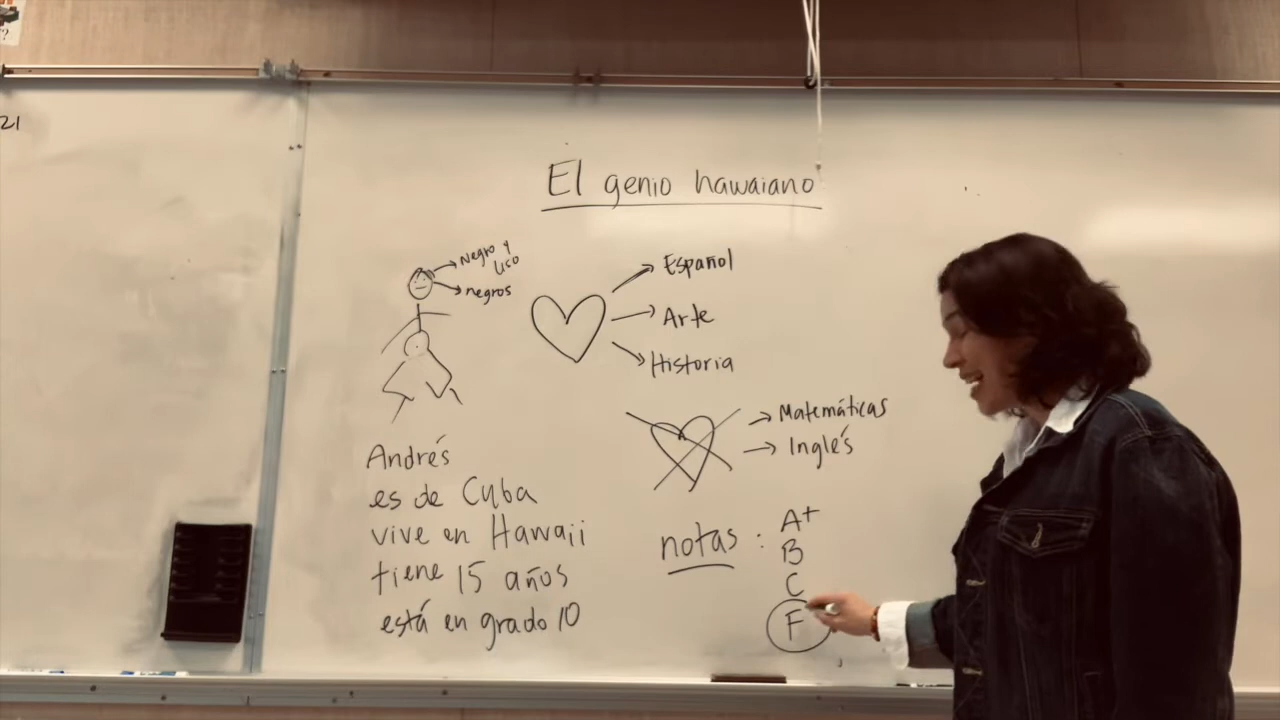 21
?
El genio hawaiano
Negro y
liso
negros
Español
Arte
Historia
Matemáticas
Inglés
Andrés
es de Cuba
vive en Hawaii
tiene 15 años
está en grado 10
notas : A+
B
C
F